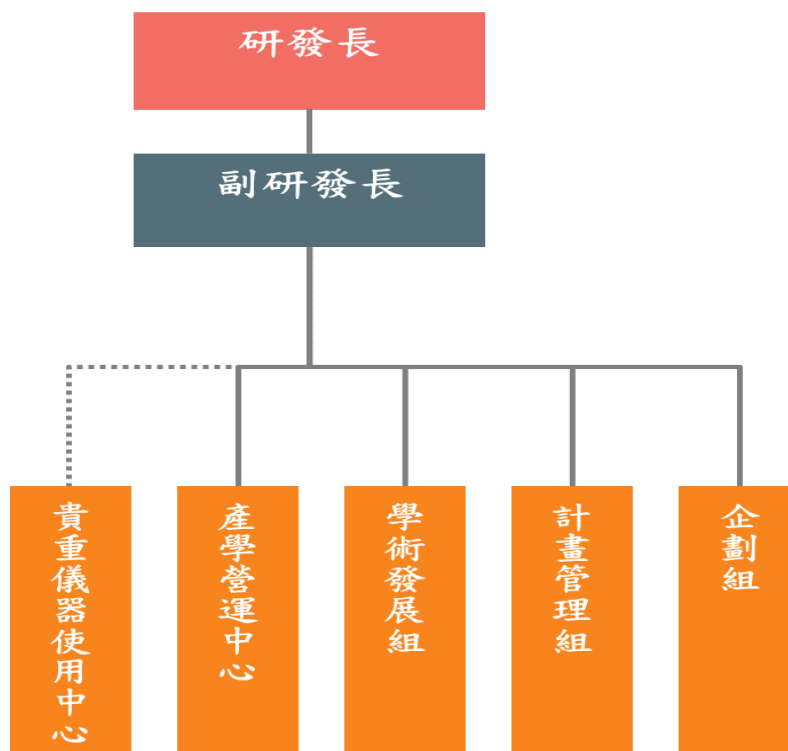 研發長
副研發長
貴重儀器使用中心
產學營運中心
學術發展組
計畫管理組
企劃組